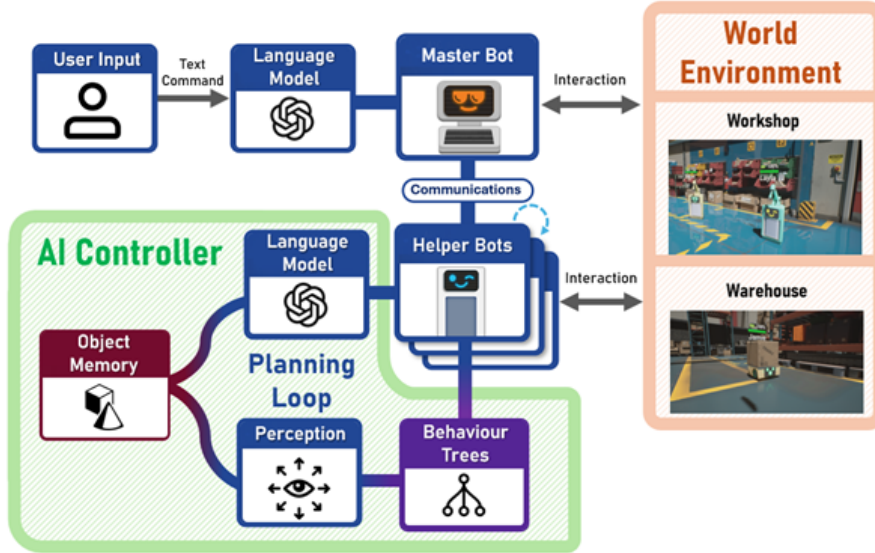 User Input
Text
Command
Language
Model
Master Bot
Interaction
World
Environment
Workshop
Communications
AI Controller
Language
Model
Helper Bots
Interaction
Warehouse
Object
Memory
Planning
Loop
Perception
Behaviour
Trees